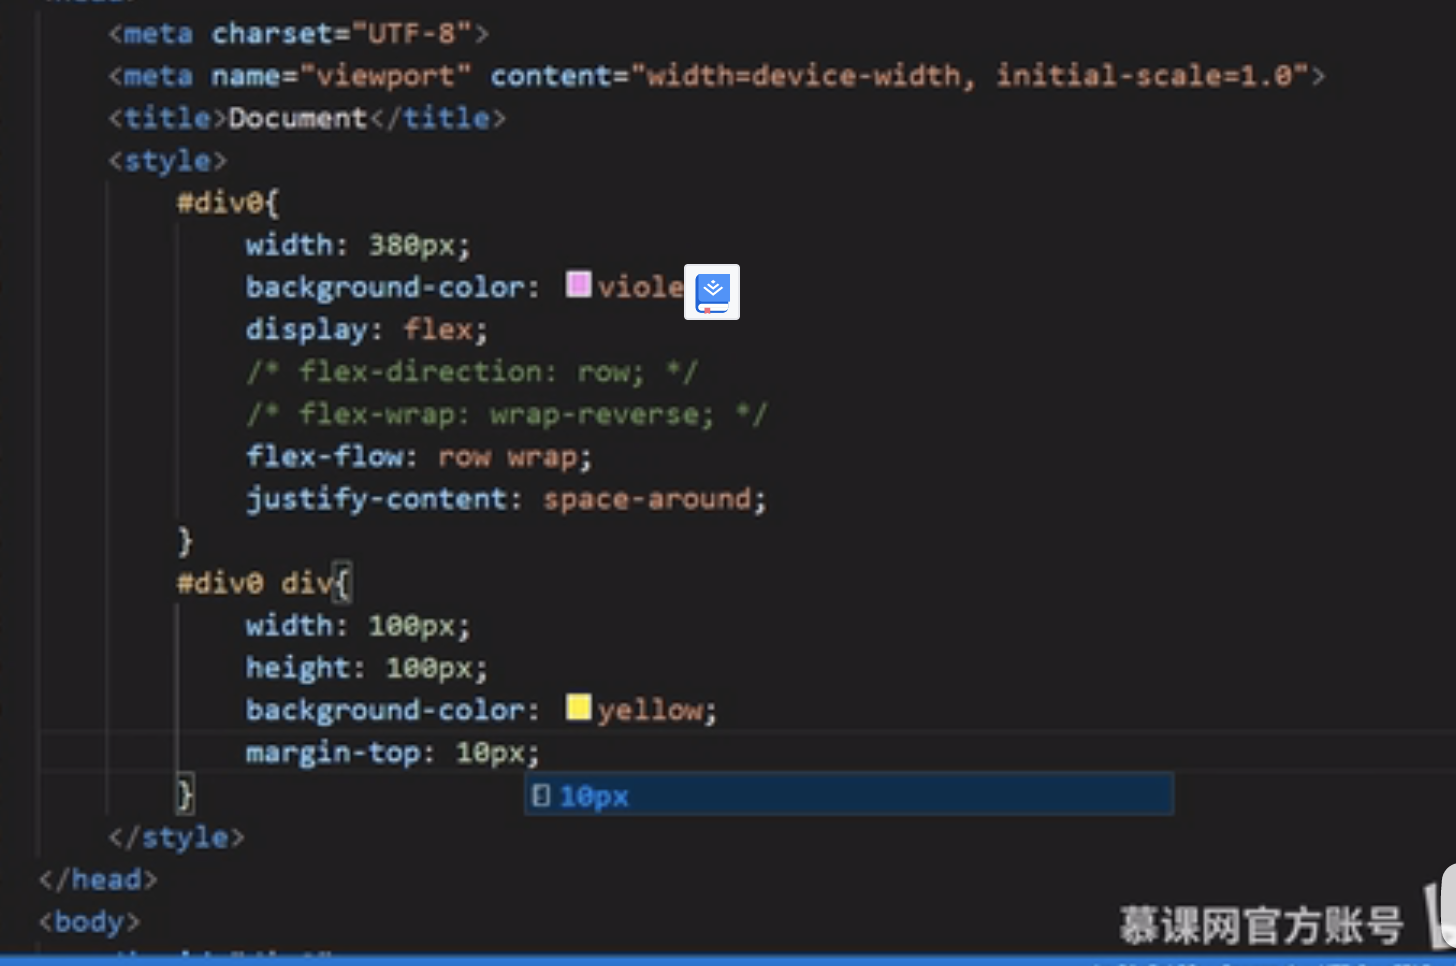 <meta charset="UTF-8">
<meta name="viewport" content="width=device-width, initial-scale=1.0">
<title>Document</title>
<style>
#div0{
width: 380px;
background-color: viole
display: flex;
/* flex-direction: row; */
/* flex-wrap: wrap-reverse; */
flex-flow: row wrap;
justify-content: space-around;
}
#div0 div{
width: 100px;
height: 100px;
background-color: yellow;
margin-top: 10px;
}
10px
</style>
</head>
<body>
慕课网官方账号